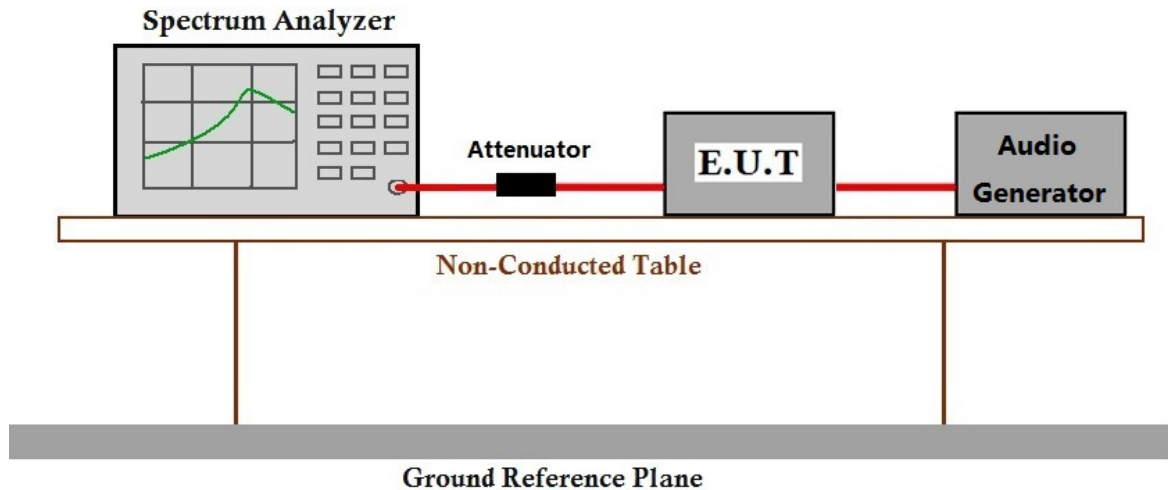 Spectrum Analyzer
Attenuator
E.U.T
Audio
Generator
Non-Conducted Table
Ground Reference Plane